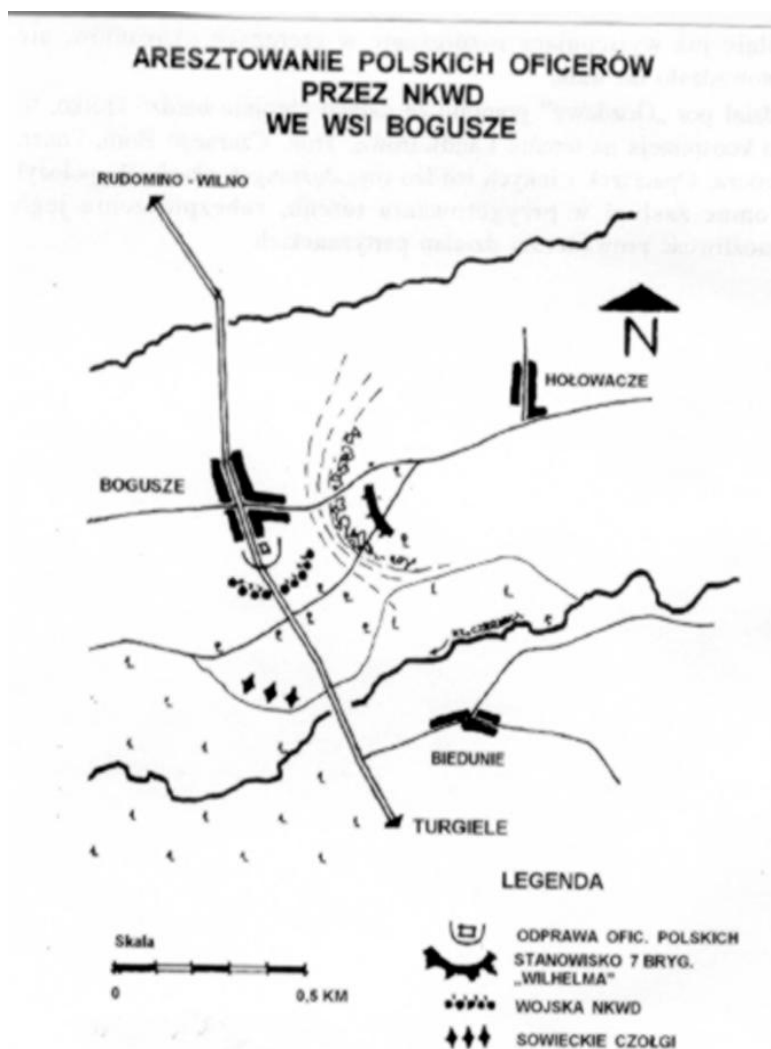 ARESZTOWANIE POLSKICH OFICERÓW
PRZEZ NKWD
WE WSI BOGUSZE
RUDOMINO - WILNO
N
HOŁOWACZE
BOGUSZE
BIEDUNIE
TURGIELE
LEGENDA
Skala
0
0,5 KM
ODPRAWA OFIC. POLSKICH
STANOWISKO 7 BRYG.
„WILHELMA"
WOJSKA NKWD
SOWIECKIE CZOŁGI